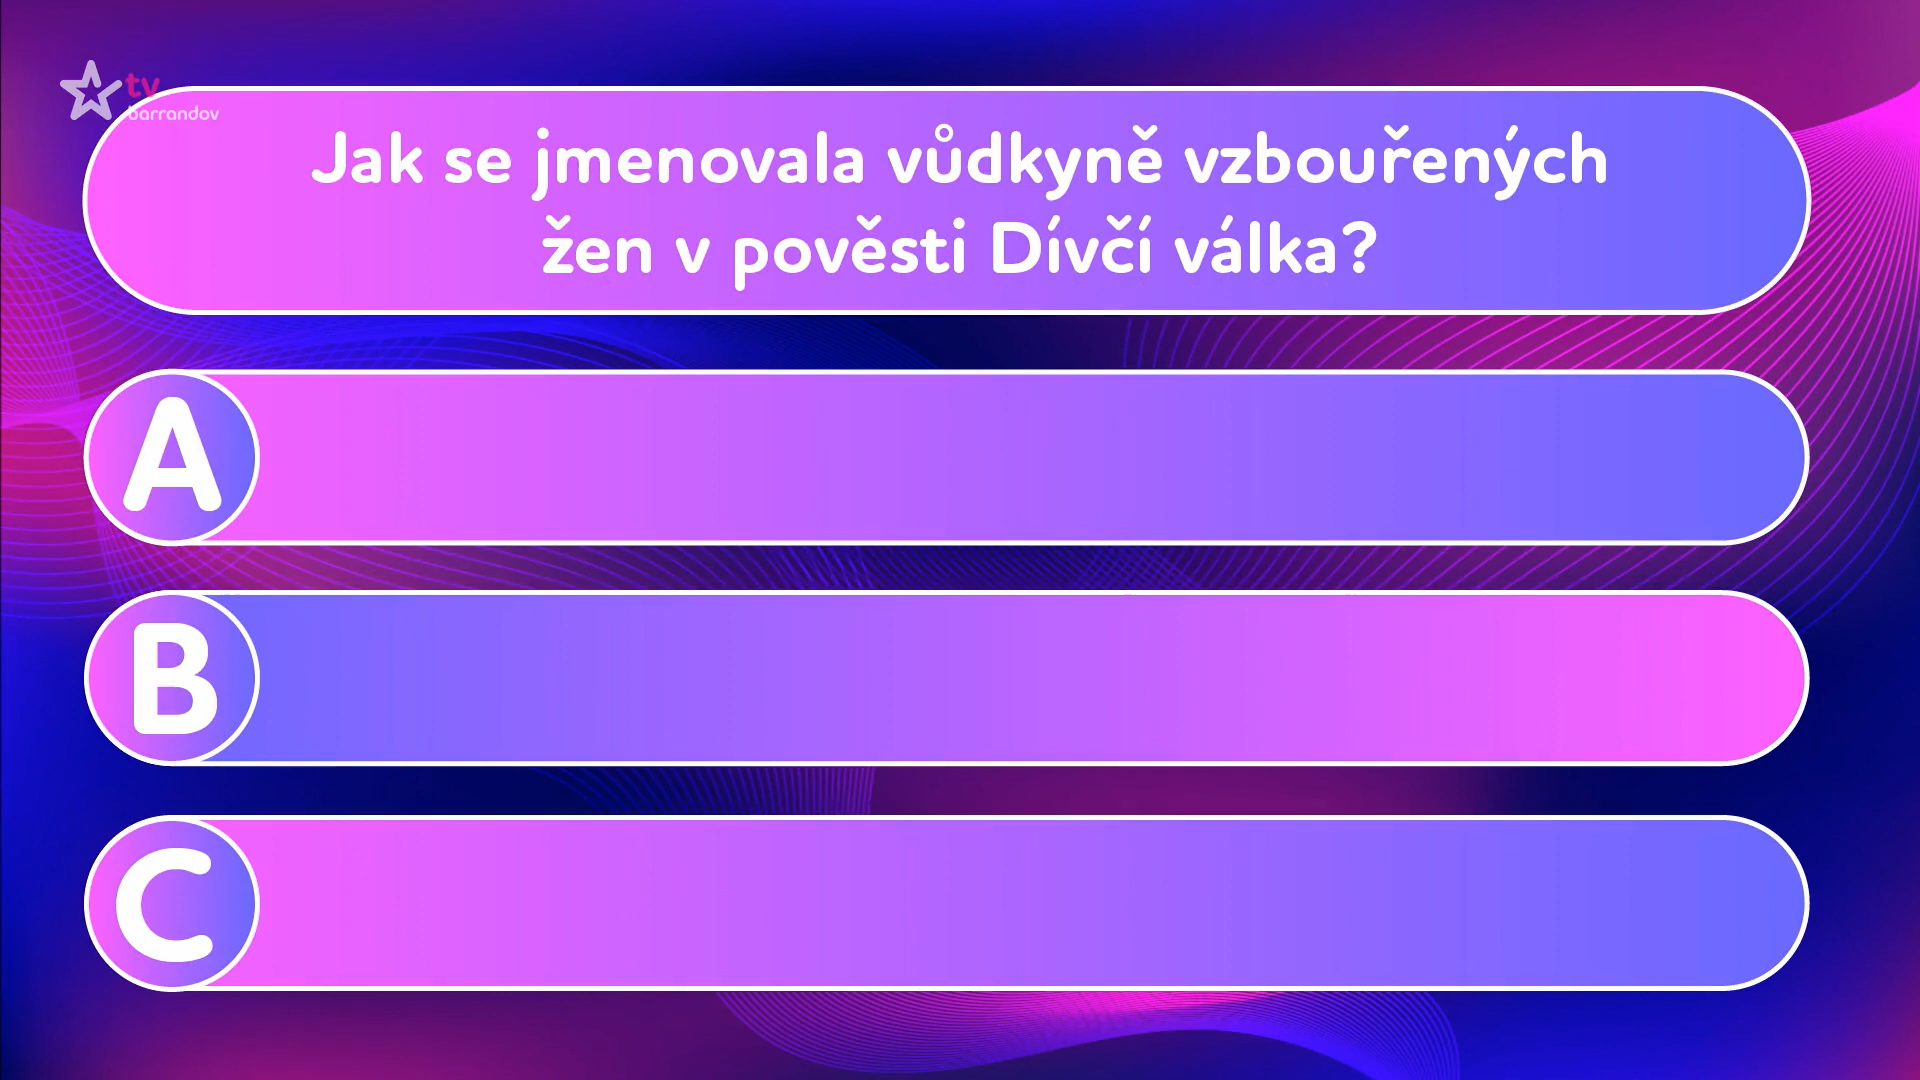 tv
barrandov
Jak se jmenovala vůdkyně vzbouřených
žen v pověsti Dívčí válka?
A
B
C